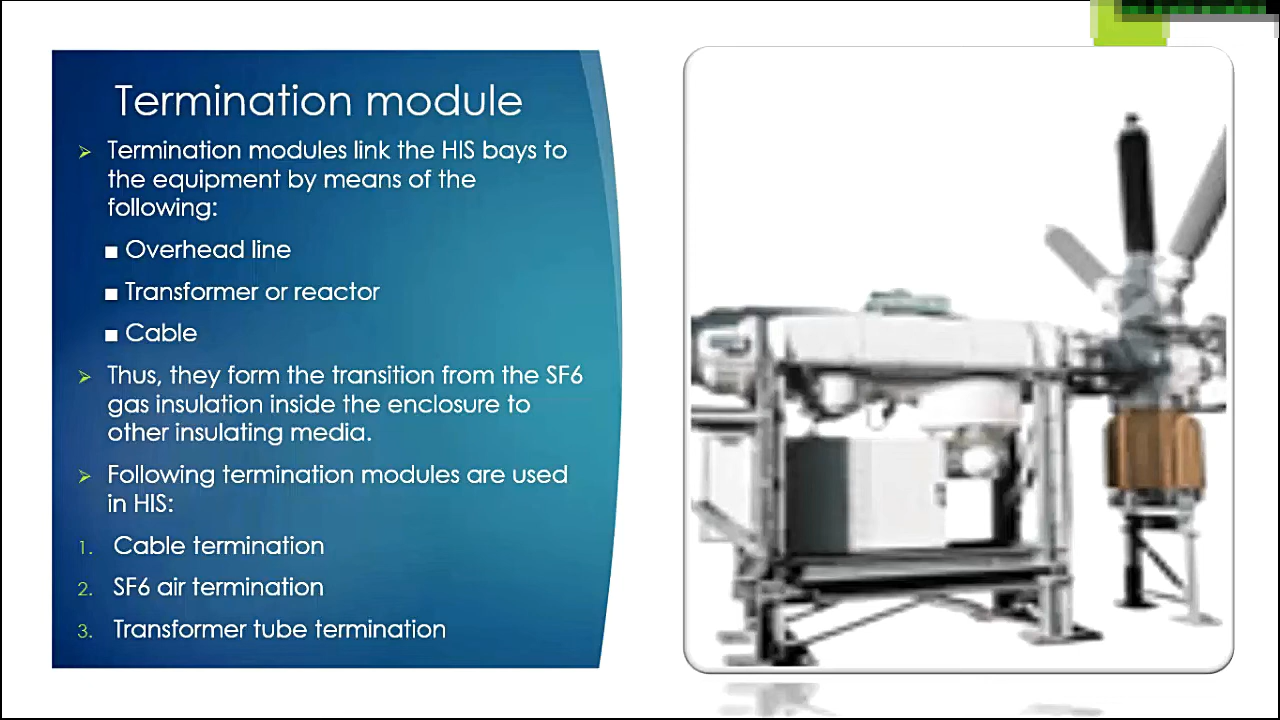 Termination module
➢ Termination modules link the HIS bays to
the equipment by means of the
following:
■ Overhead line
■ Transformer or reactor
■ Cable
➢ Thus, they form the transition from the SF6
gas insulation inside the enclosure to
other insulating media.
➢ Following termination modules are used
in HIS:
1. Cable termination
2. SF6 air termination
3. Transformer tube termination